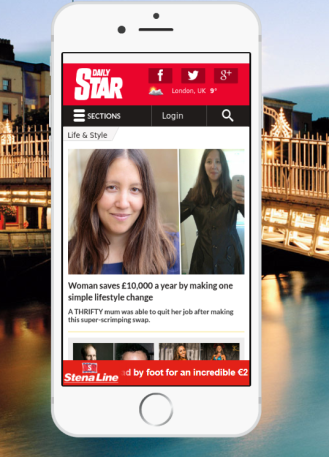 DAILY
STAR
f
g+
London, UK 9°
SECTIONS
Login
Life & Style
Woman saves £10,000 a year by making one
simple lifestyle change
A THRIFTY mum was able to quit her job after making
this super-scrimping swap.
S
Stena Line
d by foot for an incredible €2